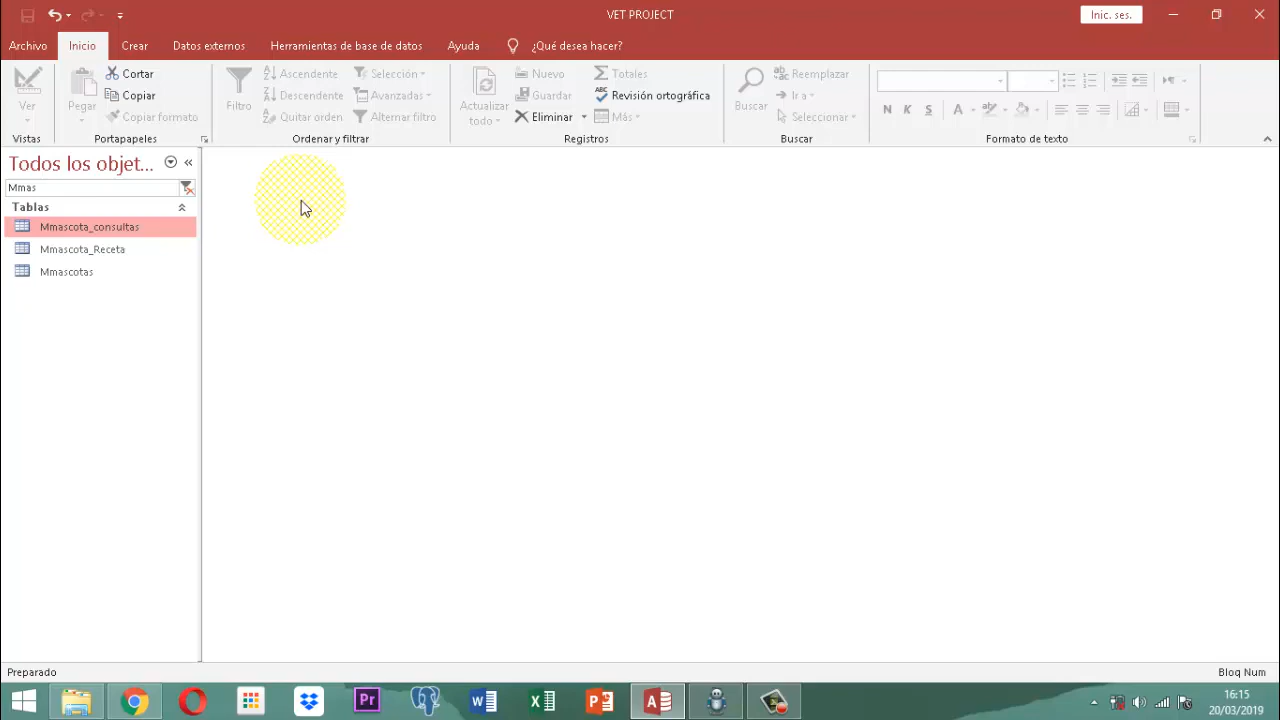 VET PROJECT
Inic. ses.
Archivo Inicio Crear Datos externos Herramientas de base de datos Ayuda ¿Qué desea hacer?
Ver
Vistas
Pegar
Cortar
Copiar
Copiar formato
Portapapeles
Filtro
Ascendente
Descendente
Quitar orden
Selección
Avanzadas
Alternar filtro
Ordenar y filtrar
Actualizar
todo
Nuevo
Guardar
Eliminar
Totales
Revisión ortográfica
Más
Registros
Buscar
Reemplazar
Ir a
Seleccionar
Buscar
N K S A
Formato de texto
Todos los objet...
Mmas
Tablas
Mmascota_consultas
Mmascota_Receta
Mmascotas
Preparado
Bloq Num
16:15
20/03/2019